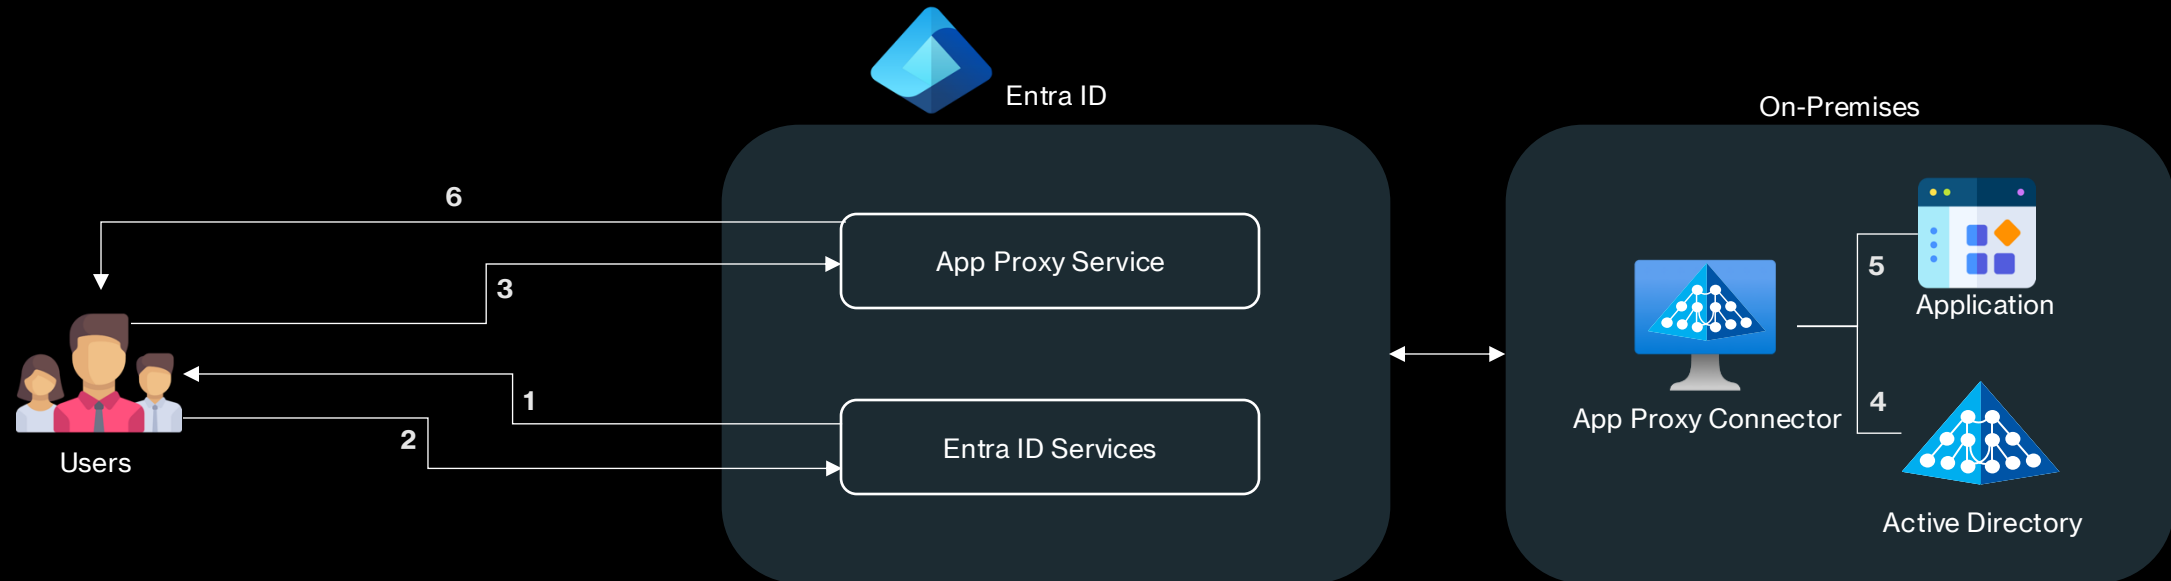 Entra ID
On-Premises
6
App Proxy Service
3
5
Application
1
4
App Proxy Connector
2
Entra ID Services
Users
Active Directory